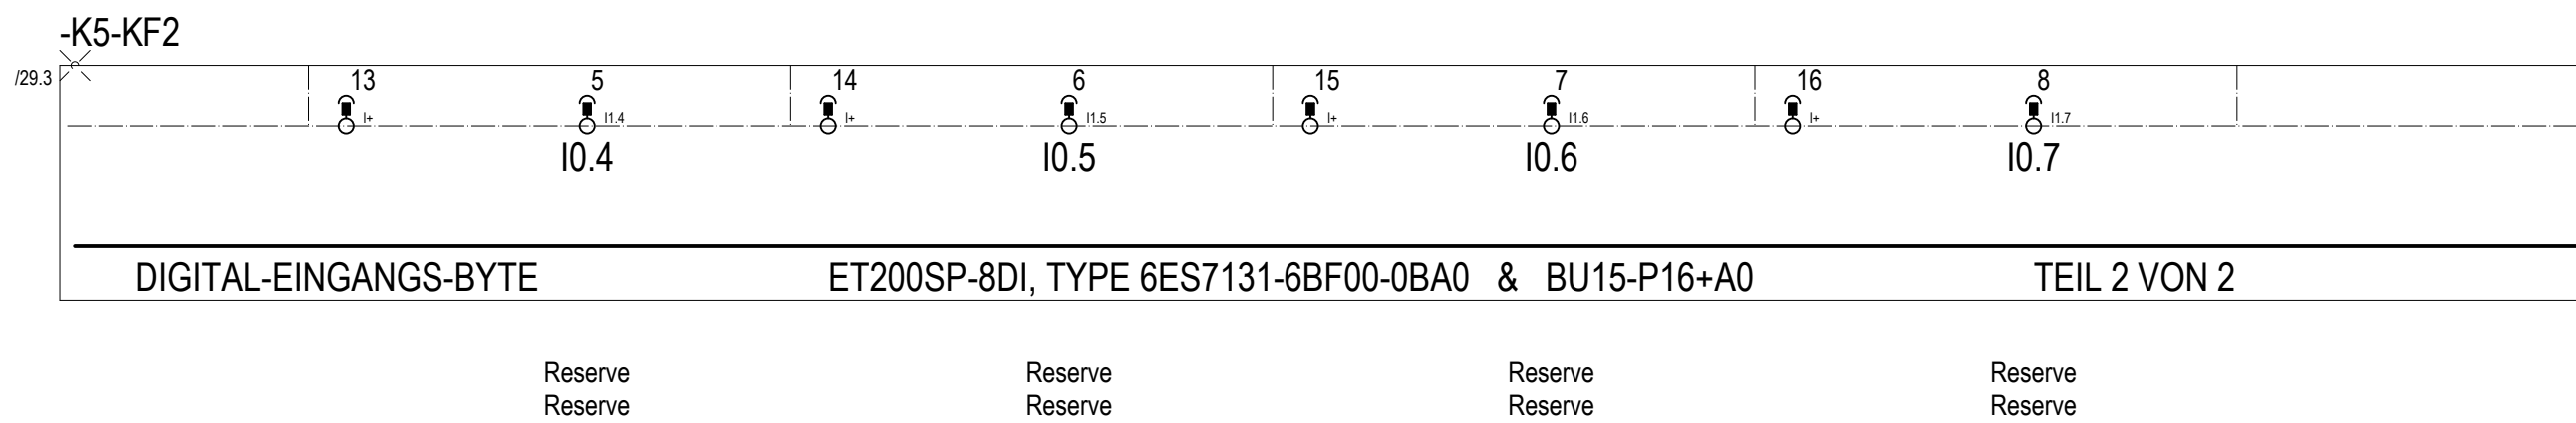 -K5-KF2
/29.3
13 5 14 6 15 7 16 8
I+ I1.4 I+ I1.5 I+ I1.6 I+ I1.7
I0.4 I0.5 I0.6 I0.7
DIGITAL-EINGANGS-BYTE ET200SP-8DI, TYPE 6ES7131-6BF00-0BA0 & BU15-P16+A0 TEIL 2 VON 2
Reserve Reserve Reserve Reserve
Reserve Reserve Reserve Reserve